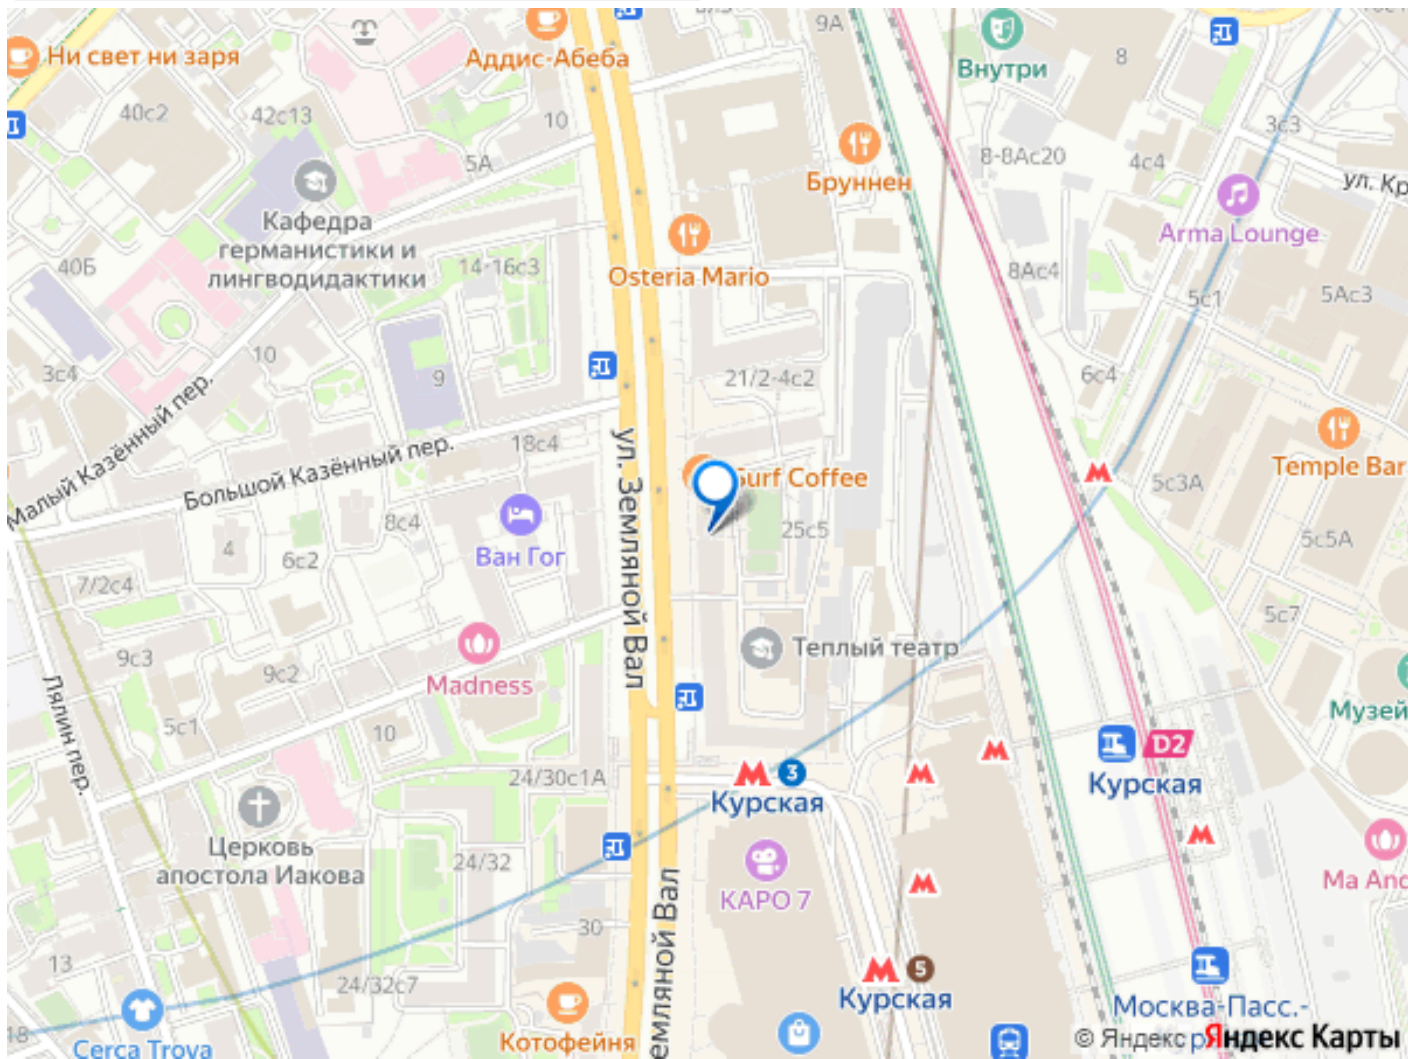 9А
Ни свет ни заря
Аддис-Абеба
Внутри
8
40с2
42с13
10
5А
3с3
8-8Ас20
4с4
Бруннен
ул. Кр
Кафедра
германистики и
лингводидактики
Arma Lounge
40Б
14-16с3
Osteria Mario
8Ас4
5с1
5Ас3
10
3с4
9
21/2-4с2
6с4
Малый Казённый пер.
Большой Казённый пер.
18с4
ул. Земляной Вал
Surf Coffee
Temple Bar
5с3А
8с4
4
6с2
Ван Гог
25с5
5с5А
7/2с4
5с7
9с3
9с2
Madness
Теплый театр
Лялин пер.
5с1
10
Музей
D2
Курская
24/30с1А
3
Курская
Церковь
апостола Иакова
24/32
КАРО 7
Ma And
емляной Вал
30
13
24/32с7
5
Курская
Москва-Пасс.-
18
Cerca Trova
Котофейня
© Яндекс Яндекс Карты